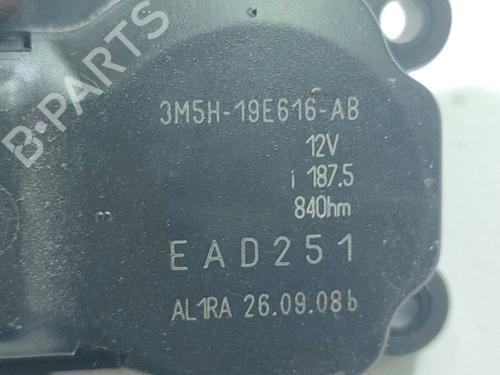 3M5H-19E616-AB
12V
i 187.5
84Ohm
EAD251
AL1RA 26.09.08b
B-PARTS